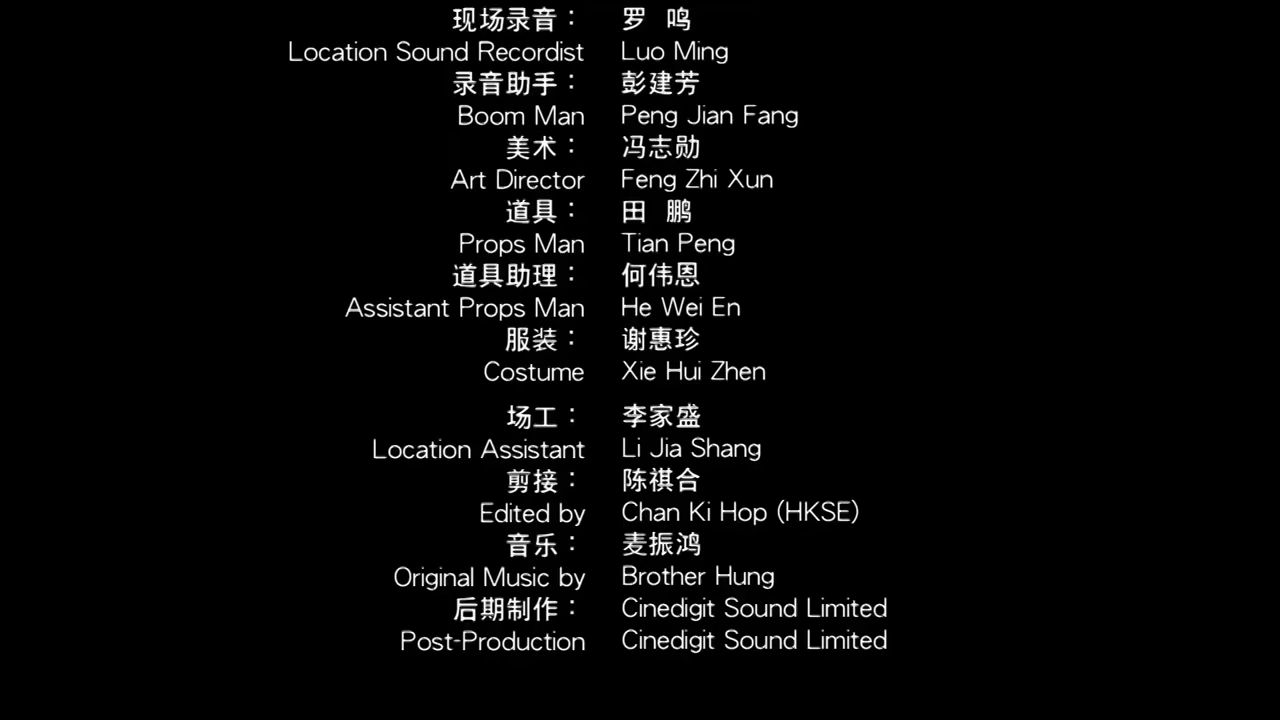 现场录音： 罗 鸣
Location Sound Recordist Luo Ming
录音助手： 彭建芳
Boom Man Peng Jian Fang
美术： 冯志勋
Art Director Feng Zhi Xun
道具： 田 鹏
Props Man Tian Peng
道具助理： 何伟恩
Assistant Props Man He Wei En
服装： 谢惠珍
Costume Xie Hui Zhen
场工： 李家盛
Location Assistant Li Jia Shang
剪接： 陈祺合
Edited by Chan Ki Hop (HKSE)
音乐： 麦振鸿
Original Music by Brother Hung
后期制作： Cinedigit Sound Limited
Post-Production Cinedigit Sound Limited